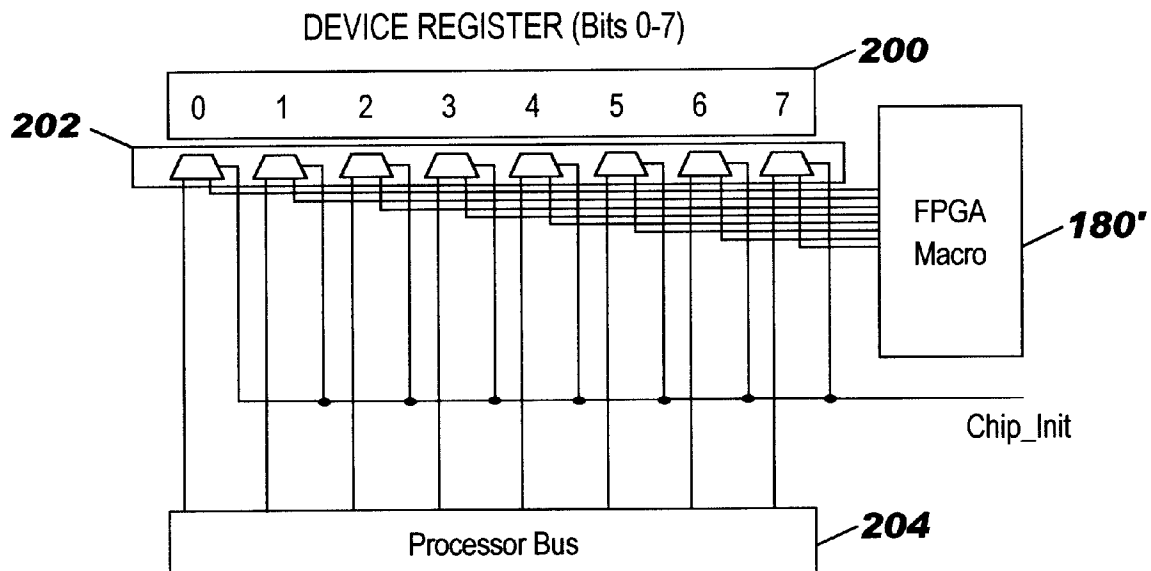 DEVICE REGISTER (Bits 0-7)
200
0 1 2 3 4 5 6 7
202
FPGA
Macro
180'
Chip_Init
Processor Bus
204